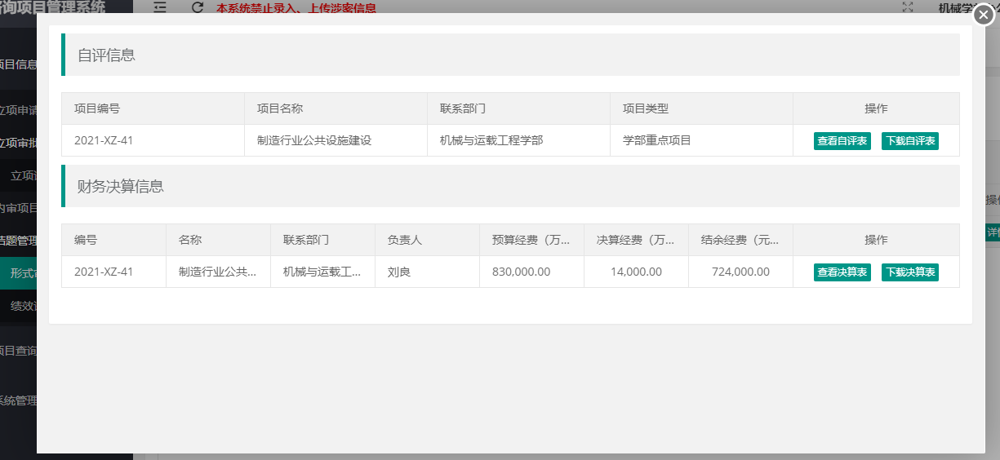 询项目管理系统 本系统禁止录入、上传涉密信息 机械学
自评信息
项目编号 项目名称 联系部门 项目类型 操作
2021-XZ-41 制造行业公共设施建设 机械与运载工程学部 学部重点项目 查看自评表 下载自评表
财务决算信息
编号 名称 联系部门 负责人 预算经费（万... 决算经费（万... 结余经费（元... 操作
2021-XZ-41 制造行业公共... 机械与运载工... 刘良 830,000.00 14,000.00 724,000.00 查看决算表 下载决算表
项目信息
立项申请
立项审批
立项
内审项目
结题管理
形式
绩效
项目查询
系统管理
操
详